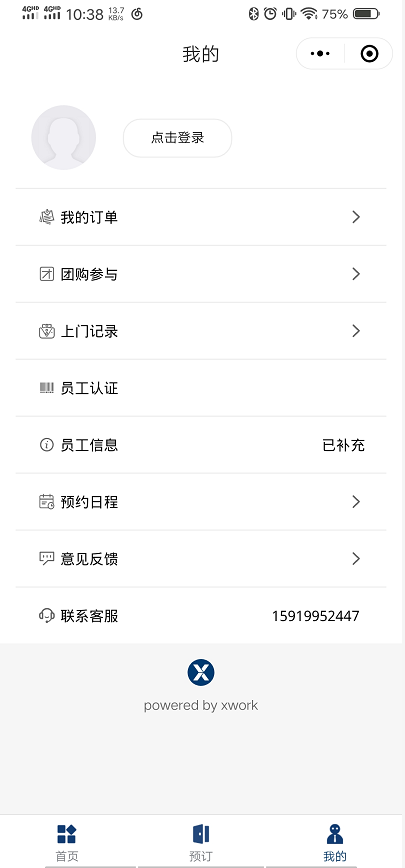 4GHD 4GHD 10:38 13.7 KB/s 75%
我的
点击登录
我的订单
团购参与
上门记录
员工认证
员工信息 已补充
预约日程
意见反馈
联系客服 15919952447
powered by xwork
首页 预订 我的